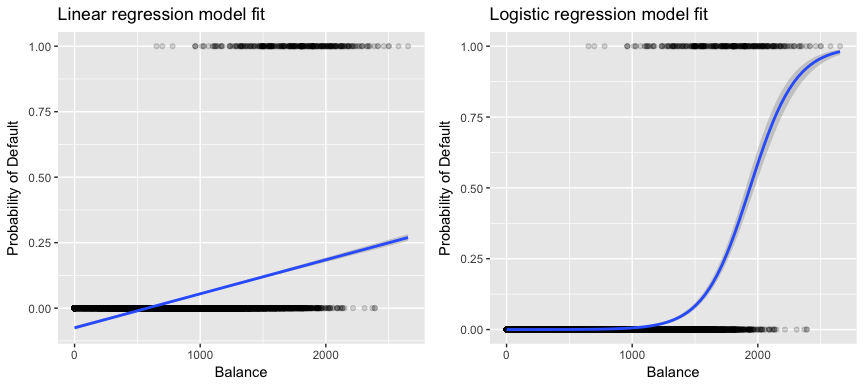 Linear regression model fit
1.00
0.75
0.50
0.25
0.00
Probability of Default
0
1000
2000
Balance
Logistic regression model fit
1.00
0.75
0.50
0.25
0.00
Probability of Default
0
1000
2000
Balance